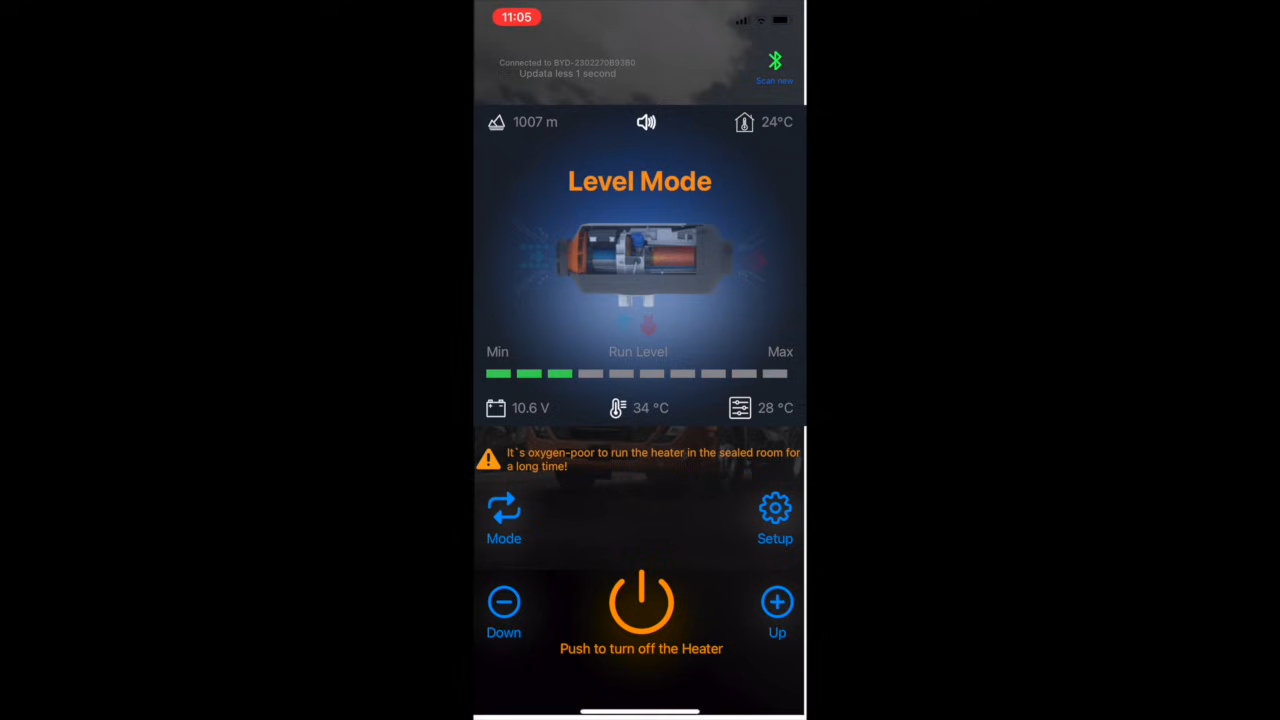 11:05
Connected to BYD-2302270B93B0
Updata less 1 second
Scan new
1007 m
24°C
Level Mode
Min Run Level Max
10.6 V 34 °C 28 °C
It`s oxygen-poor to run the heater in the sealed room for
a long time!
Mode Setup
Down Up
Push to turn off the Heater